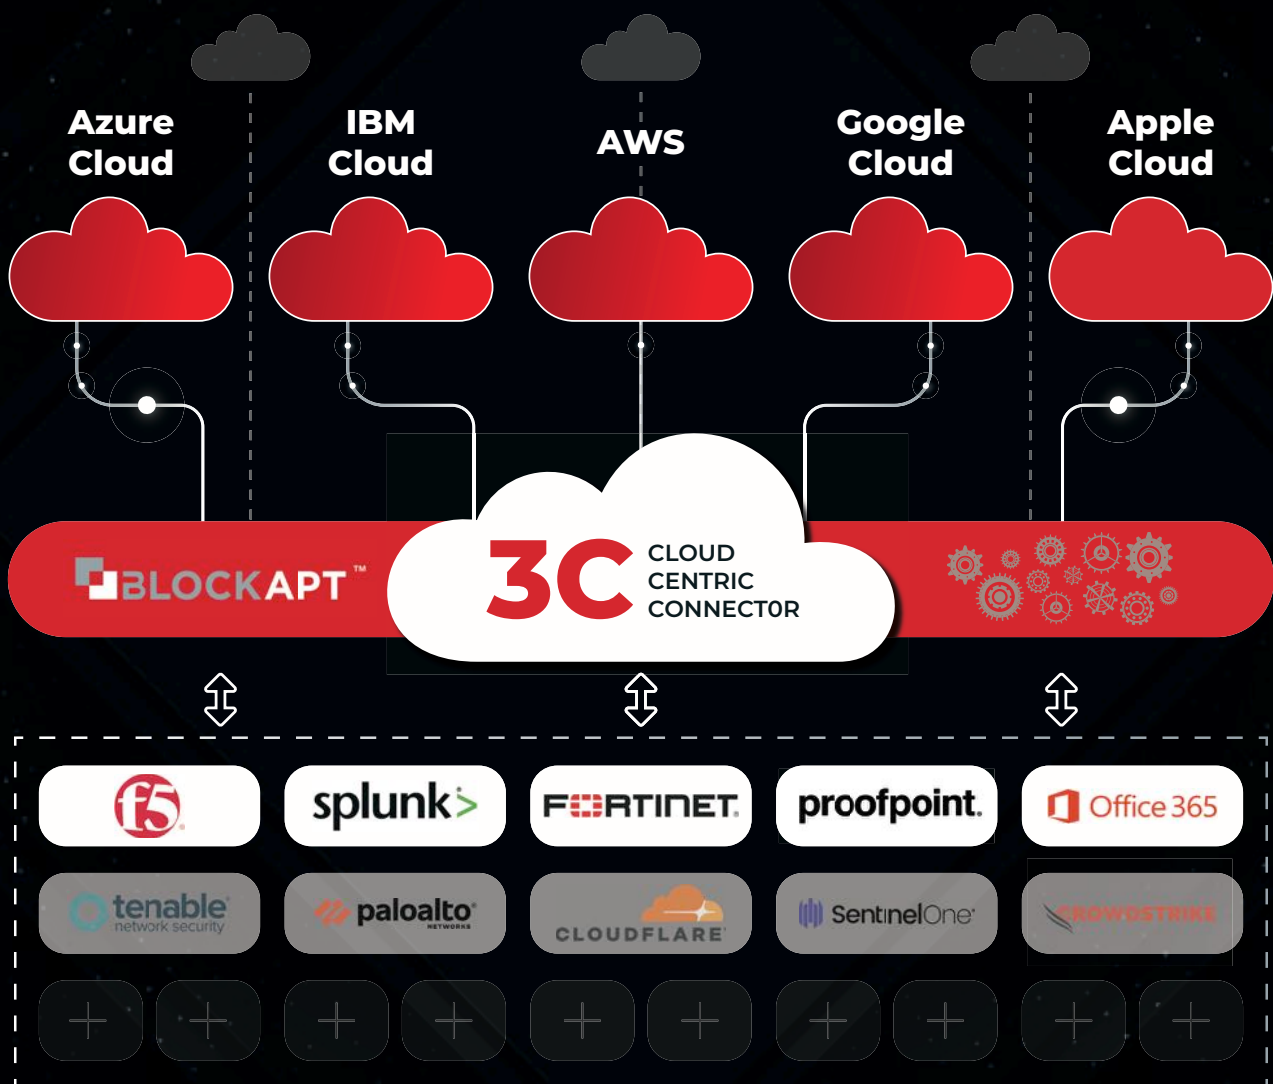 Azure
Cloud
IBM
Cloud
AWS
Google
Cloud
Apple
Cloud
BLOCKAPT™
3C
CLOUD
CENTRIC
CONNECT0R
f5®
splunk>
FORTINET®
proofpoint.
Office 365
tenable®
network security
paloalto®
NETWORKS
CLOUDFLARE®
SentinelOne®
CROWDSTRIKE